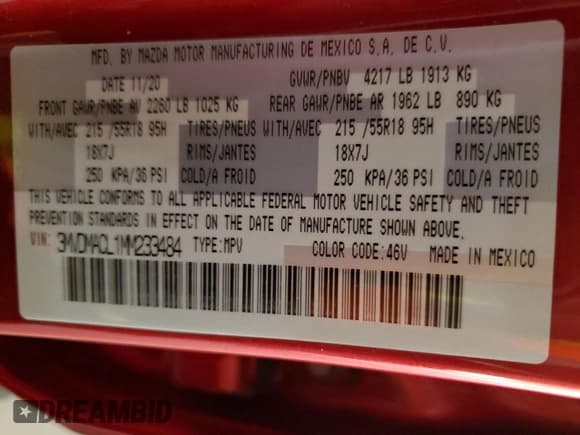 MFD. BY MAZDA MOTOR MANUFACTURING DE MEXICO S.A. DE C.V.
DATE 11/20 GVWR/PNBV 4217 LB 1913 KG
FRONT GAWR/PNBE AV 2260 LB 1025 KG REAR GAWR/PNBE AR 1962 LB 890 KG
WITH/AVEC 215 /55R18 95H TIRES/PNEUS WITH/AVEC 215 /55R18 95H TIRES/PNEUS
18X7J RIMS/JANTES 18X7J RIMS/JANTES
250 KPA/36 PSI COLD/A FROID 250 KPA/36 PSI COLD/A FROID
THIS VEHICLE CONFORMS TO ALL APPLICABLE FEDERAL MOTOR VEHICLE SAFETY AND THEFT
PREVENTION STANDARDS IN EFFECT ON THE DATE OF MANUFACTURE SHOWN ABOVE.
VIN: 3MVDMACL1MM233484 TYPE:MPV COLOR CODE:46V MADE IN MEXICO
DREAMBID